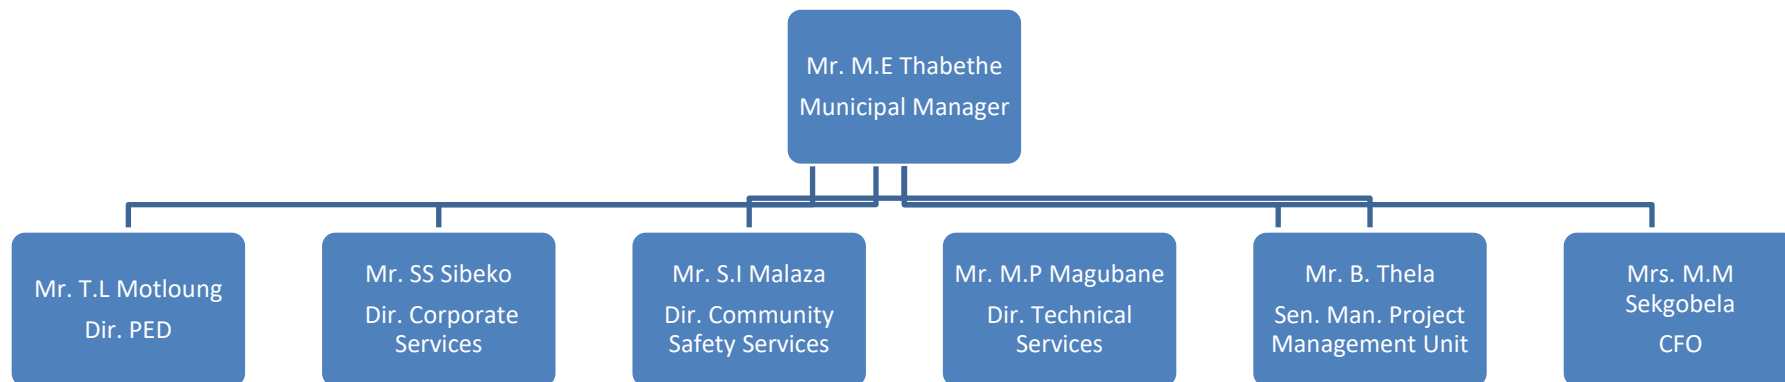 Mr. M.E Thabethe
Municipal Manager
Mr. T.L Motloung
Dir. PED
Mr. SS Sibeko
Dir. Corporate
Services
Mr. S.I Malaza
Dir. Community
Safety Services
Mr. M.P Magubane
Dir. Technical
Services
Mr. B. Thela
Sen. Man. Project
Management Unit
Mrs. M.M
Sekgobela
CFO